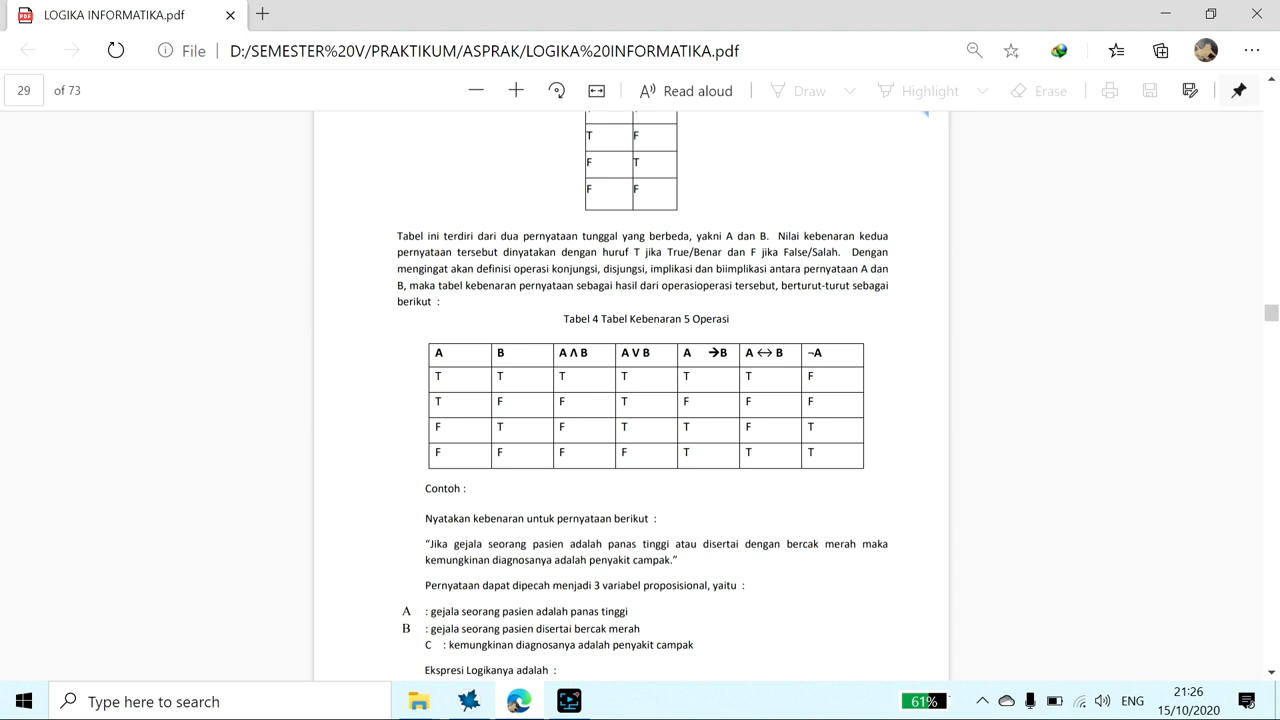 LOGIKA INFORMATIKA.pdf
File D:/SEMESTER%20V/PRAKTIKUM/ASPRAK/LOGIKA%20INFORMATIKA.pdf
29 of 73 Read aloud Draw Highlight Erase
T F
F T
F F
Tabel ini terdiri dari dua pernyataan tunggal yang berbeda, yakni A dan B. Nilai kebenaran kedua
pernyataan tersebut dinyatakan dengan huruf T jika True/Benar dan F jika False/Salah. Dengan
mengingat akan definisi operasi konjungsi, disjungsi, implikasi dan biimplikasi antara pernyataan A dan
B, maka tabel kebenaran pernyataan sebagai hasil dari operasioperasi tersebut, berturut-turut sebagai
berikut :
Tabel 4 Tabel Kebenaran 5 Operasi
A B A Λ B A V B A →B A ↔ B ¬A
T T T T T T F
T F F T F F F
F T F T T F T
F F F F T T T
Contoh :
Nyatakan kebenaran untuk pernyataan berikut :
“Jika gejala seorang pasien adalah panas tinggi atau disertai dengan bercak merah maka
kemungkinan diagnosanya adalah penyakit campak.”
Pernyataan dapat dipecah menjadi 3 variabel proposisional, yaitu :
A : gejala seorang pasien adalah panas tinggi
B : gejala seorang pasien disertai bercak merah
C : kemungkinan diagnosanya adalah penyakit campak
Ekspresi Logikanya adalah :
Type here to search
61%
ENG
21:26
15/10/2020